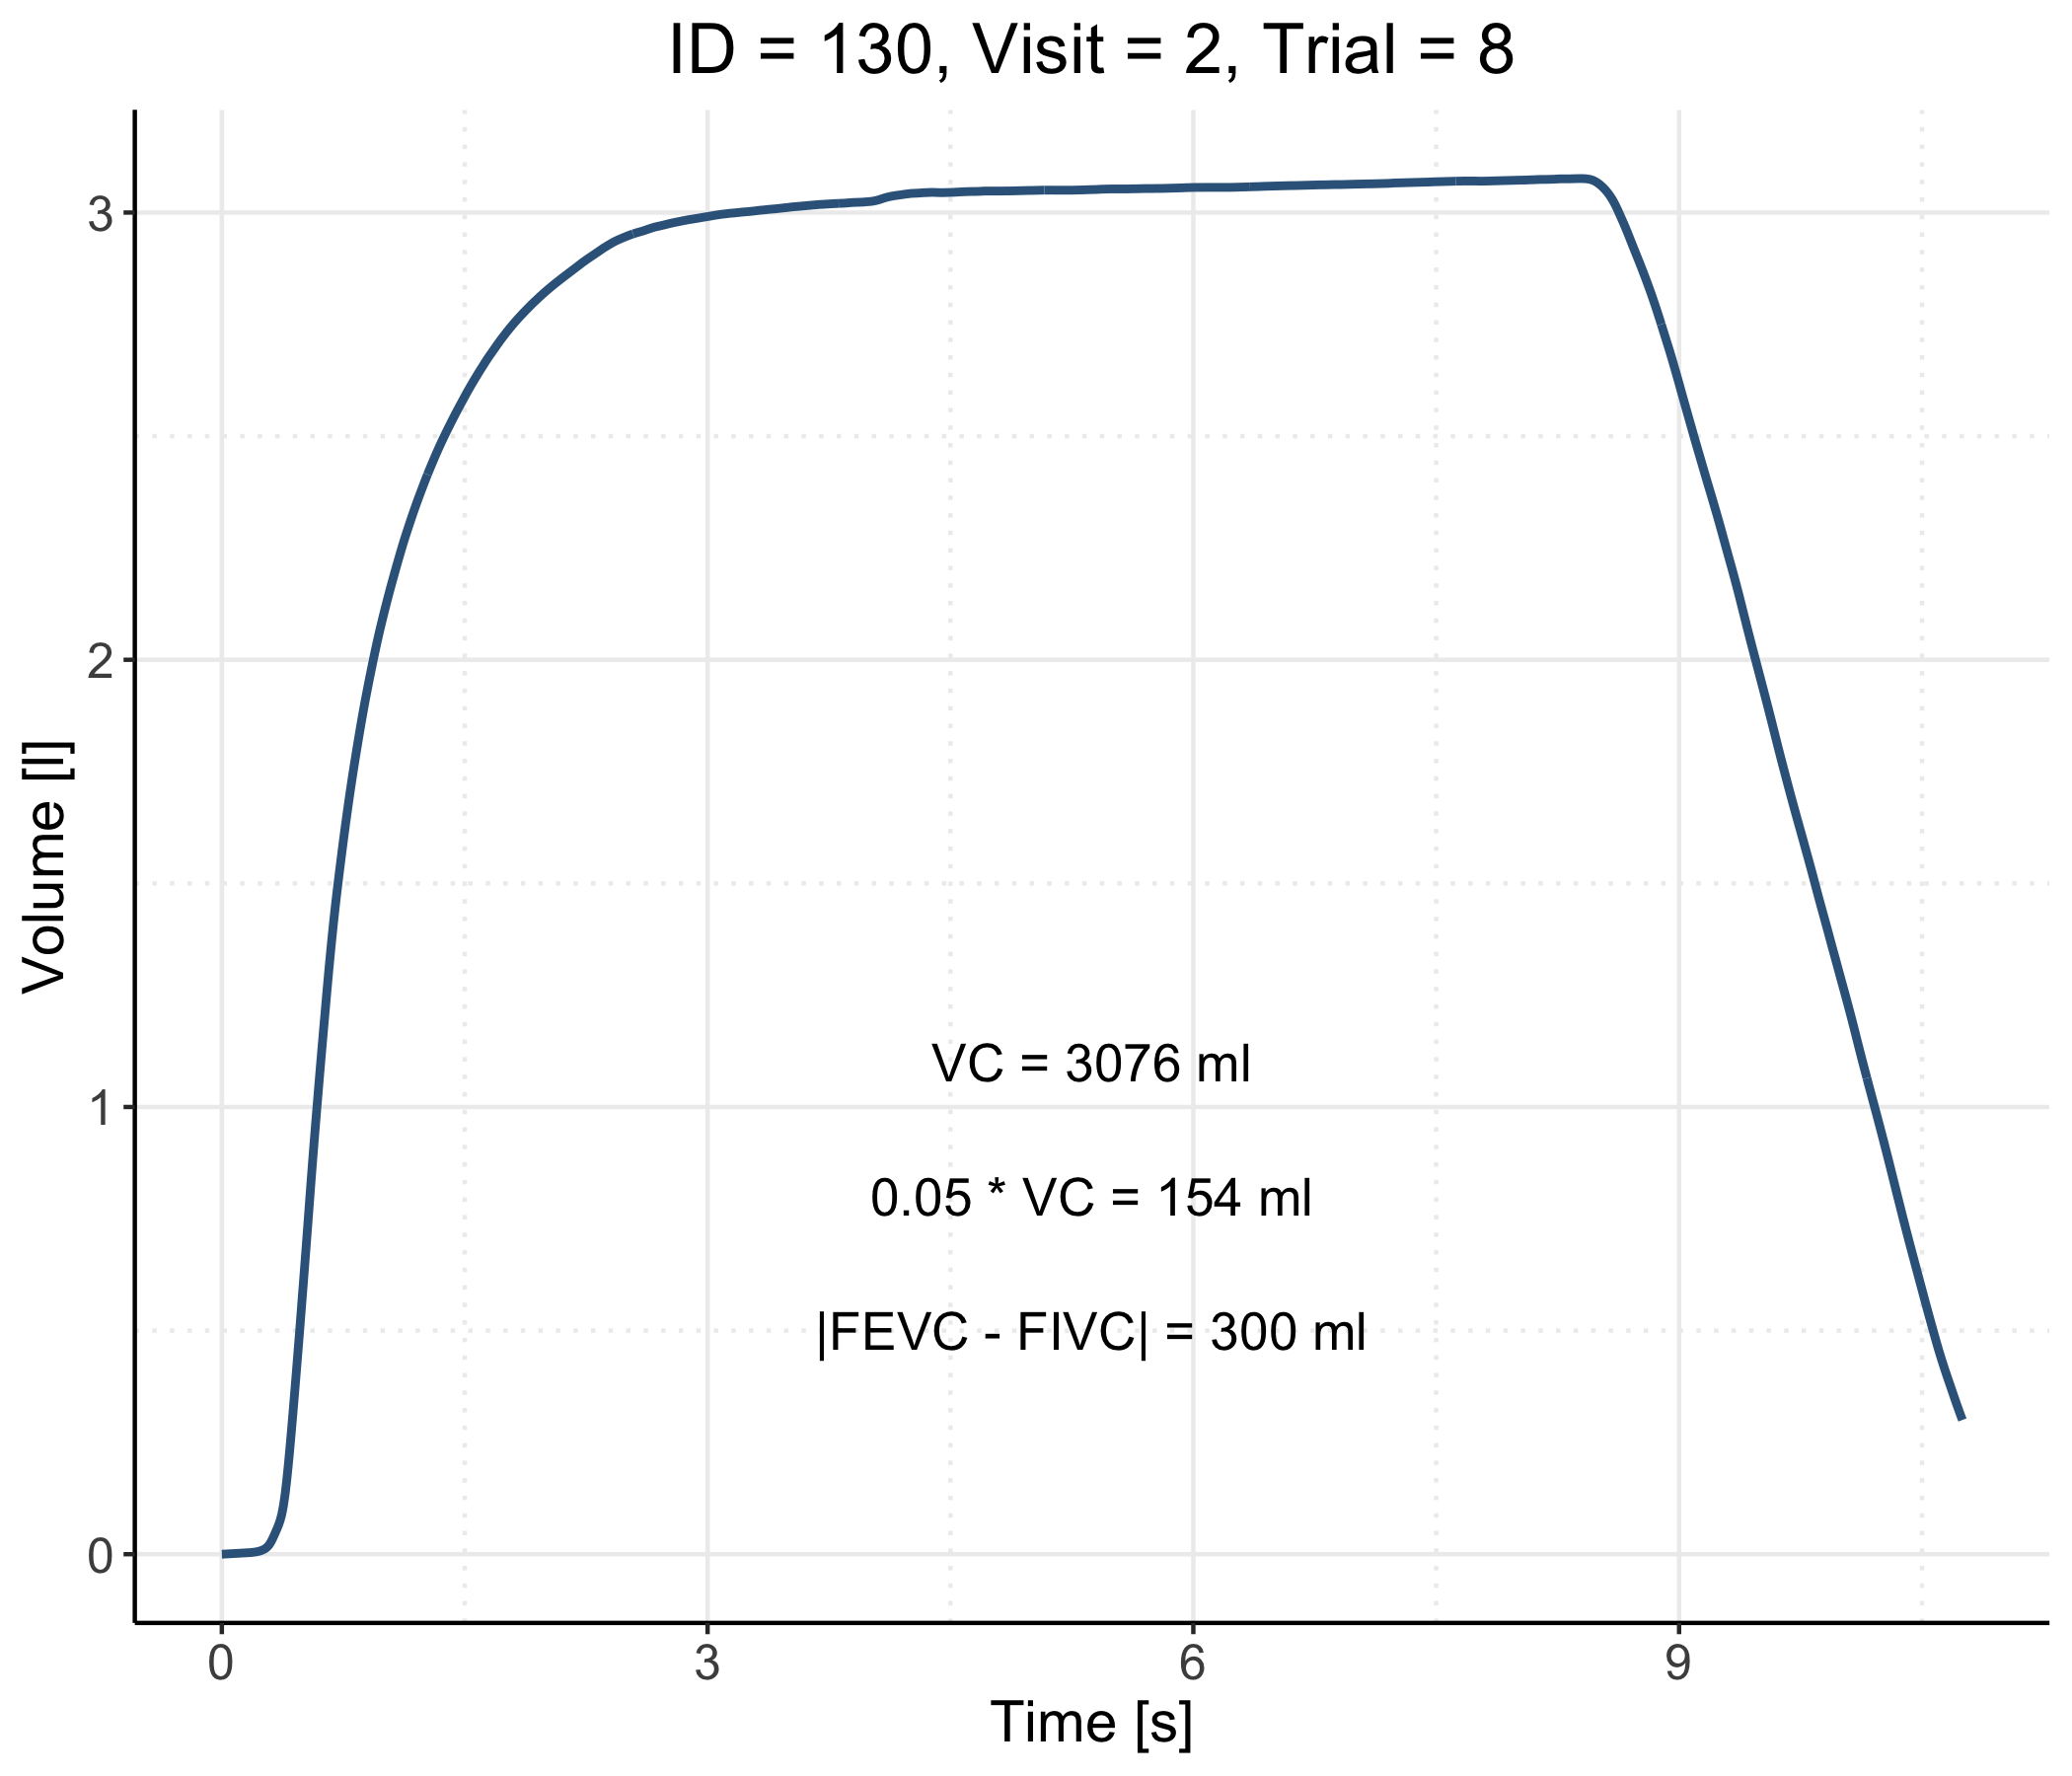 ID = 130, Visit = 2, Trial = 8
3
2
1
0
Volume [l]
VC = 3076 ml
0.05 * VC = 154 ml
|FEVC - FIVC| = 300 ml
0 3 6 9
Time [s]